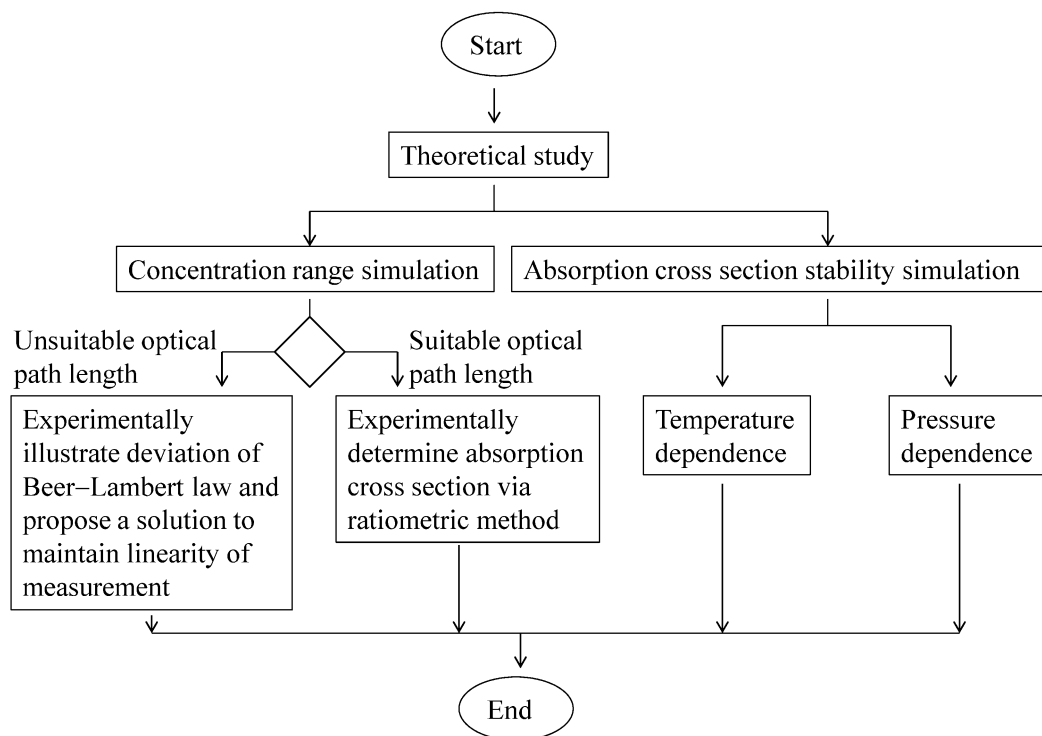 Start
Theoretical study
Concentration range simulation
Absorption cross section stability simulation
Unsuitable optical
path length
Suitable optical
path length
Experimentally
illustrate deviation of
Beer–Lambert law and
propose a solution to
maintain linearity of
measurement
Experimentally
determine absorption
cross section via
ratiometric method
Temperature
dependence
Pressure
dependence
End